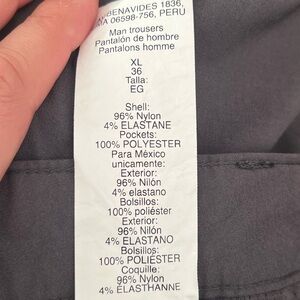 BENAVIDES 1836,
06598-756, PERU
Man trousers
Pantalón de hombre
Pantalons homme
XL
36
Talla:
EG
Shell:
96% Nylon
4% ELASTANE
Pockets:
100% POLYESTER
Para México
unicamente:
Exterior:
96% Nilón
4% elastano
Bolsillos:
100% poliéster
Exterior:
96% Nilón
4% ELASTANO
Bolsillos:
100% POLIESTER
Coquille:
96% Nylon
4% ELASTHANNE